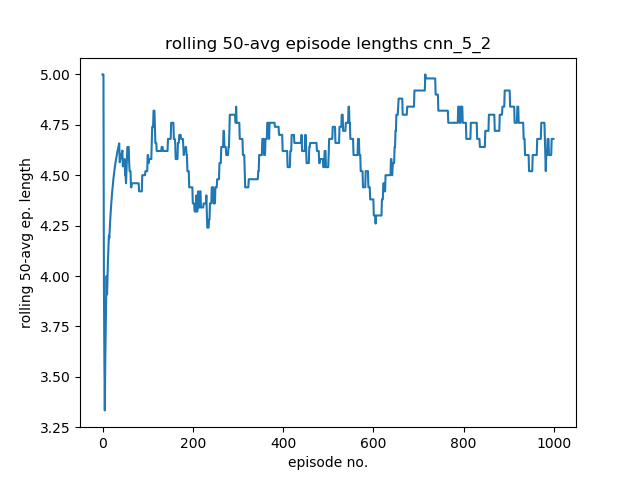 rolling 50-avg episode lengths cnn_5_2
5.00
4.75
4.50
4.25
4.00
3.75
3.50
3.25
rolling 50-avg ep. length
0 200 400 600 800 1000
episode no.